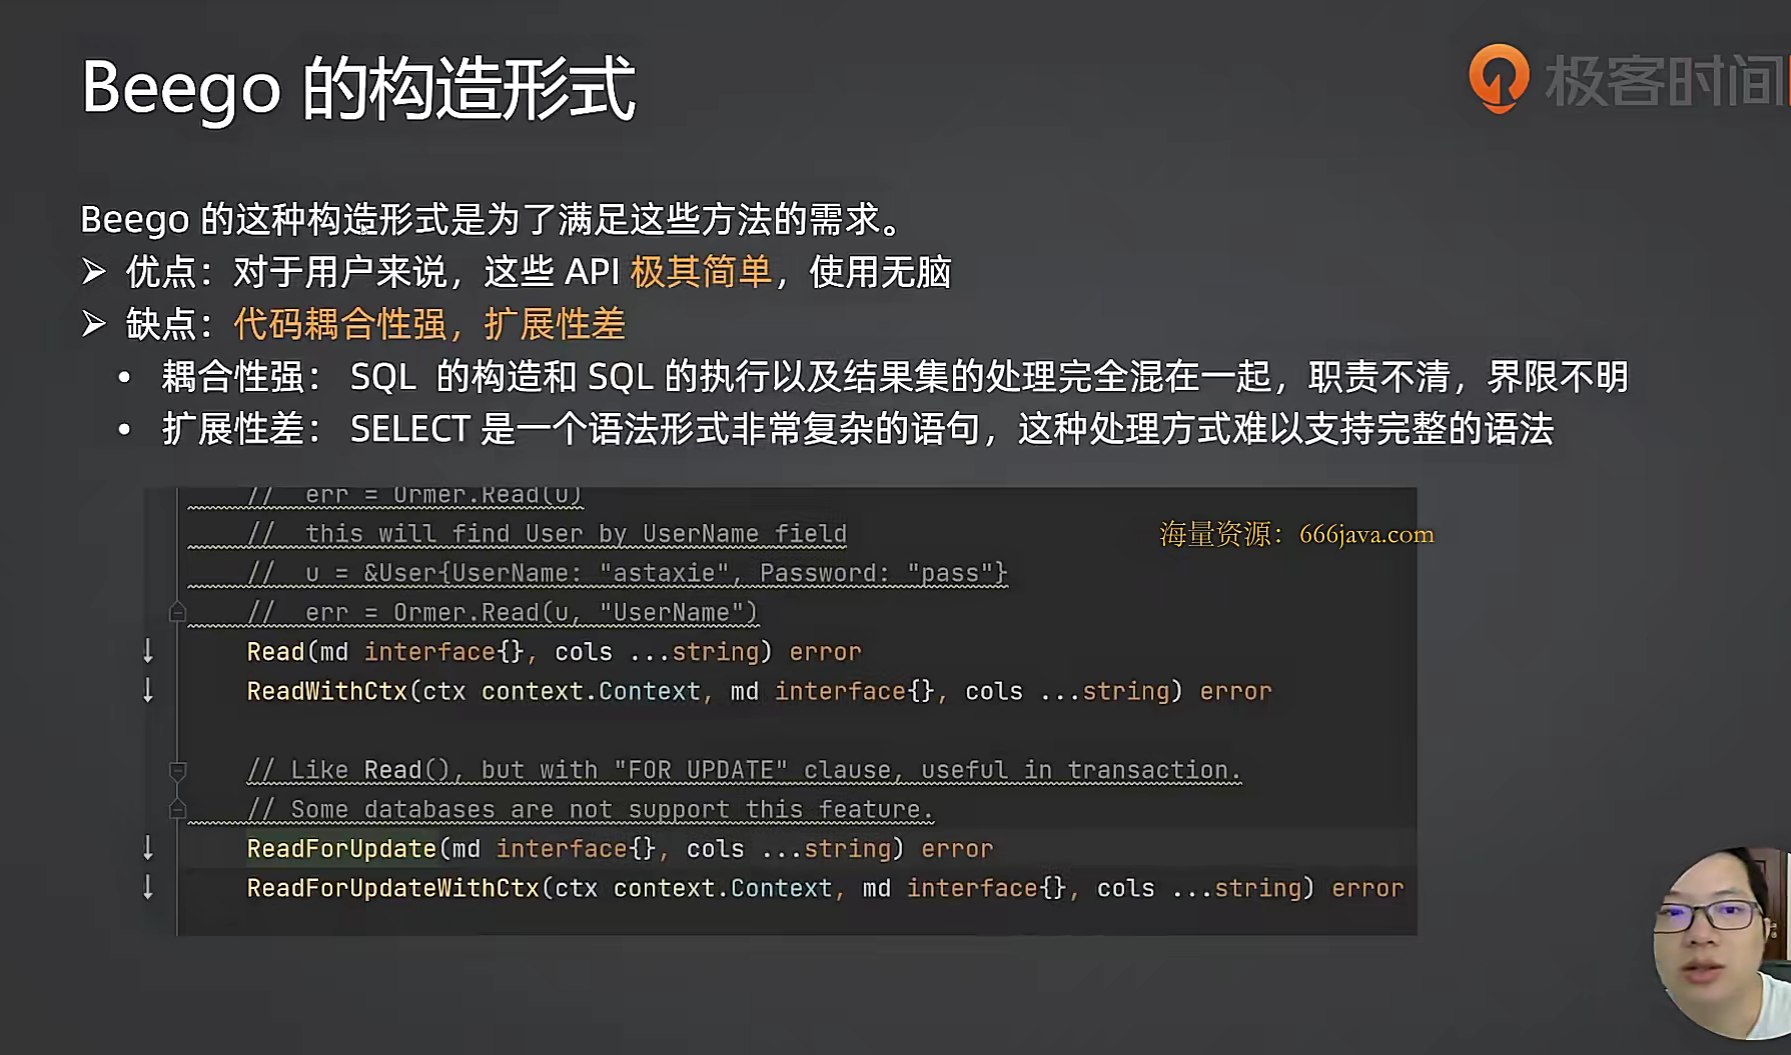 Beego 的构造形式
极客时间
Beego 的这种构造形式是为了满足这些方法的需求。
➢ 优点：对于用户来说，这些 API 极其简单，使用无脑
➢ 缺点：代码耦合性强，扩展性差
• 耦合性强： SQL 的构造和 SQL 的执行以及结果集的处理完全混在一起，职责不清，界限不明
• 扩展性差： SELECT 是一个语法形式非常复杂的语句，这种处理方式难以支持完整的语法
// err = Ormer.Read(u)
// this will find User by UserName field
海量资源：666java.com
// u = &User{UserName: "astaxie", Password: "pass"}
// err = Ormer.Read(u, "UserName")
Read(md interface{}, cols ...string) error
ReadWithCtx(ctx context.Context, md interface{}, cols ...string) error
// Like Read(), but with "FOR UPDATE" clause, useful in transaction.
// Some databases are not support this feature.
ReadForUpdate(md interface{}, cols ...string) error
ReadForUpdateWithCtx(ctx context.Context, md interface{}, cols ...string) error